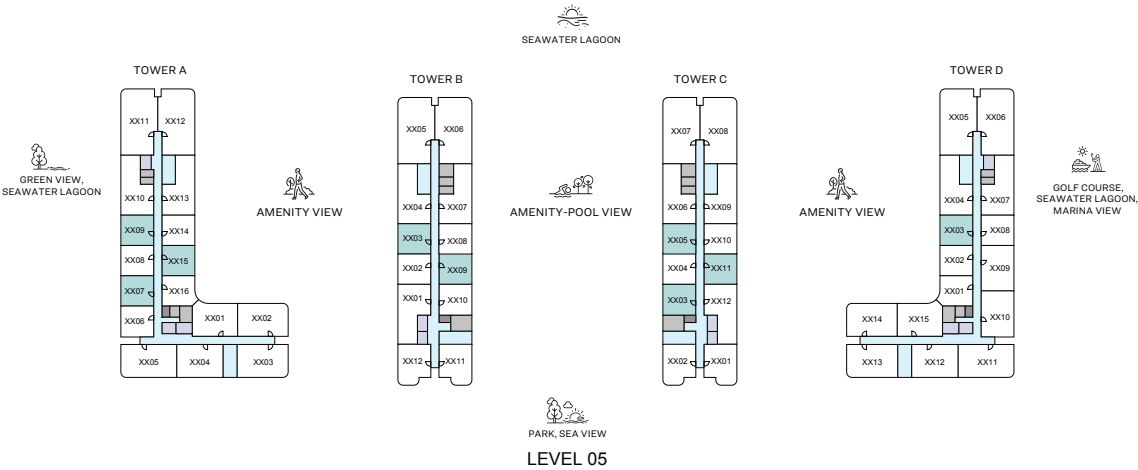 SEAWATER LAGOON
TOWER A
TOWER B
TOWER C
TOWER D
XX11 XX12
XX05 XX06
XX07 XX08
XX05 XX06
GREEN VIEW,
SEAWATER LAGOON
AMENITY VIEW
AMENITY-POOL VIEW
AMENITY VIEW
GOLF COURSE,
SEAWATER LAGOON,
MARINA VIEW
XX10 XX13
XX04 XX07
XX06 XX09
XX04 XX07
XX09 XX14
XX03 XX08
XX05 XX10
XX03 XX08
XX08 XX15
XX02 XX09
XX04 XX11
XX02 XX09
XX07 XX16
XX01 XX10
XX03 XX12
XX01
XX06 XX01 XX02
XX14 XX15 XX10
XX05 XX04 XX03
XX12 XX11
XX02 XX01
XX13 XX12 XX11
PARK, SEA VIEW
LEVEL 05